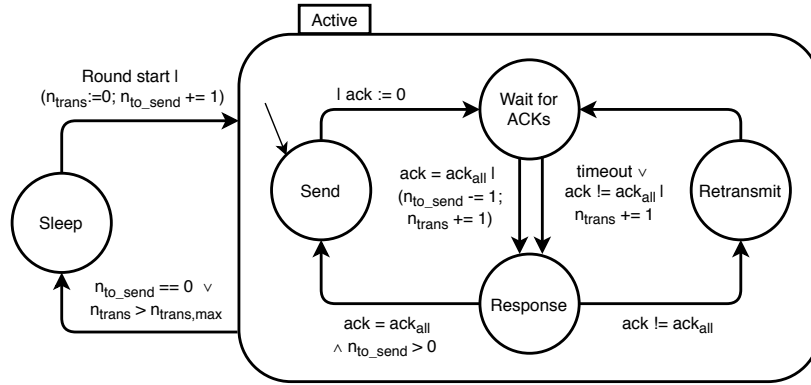 Active
Round start |
(n_trans:=0; n_to_send += 1)
Sleep
n_to_send == 0 ∨
n_trans > n_trans,max
Send
| ack := 0
Wait for
ACKs
ack = ack_all |
(n_to_send -= 1;
n_trans += 1)
timeout ∨
ack != ack_all |
n_trans += 1
Retransmit
Response
ack = ack_all
∧ n_to_send > 0
ack != ack_all